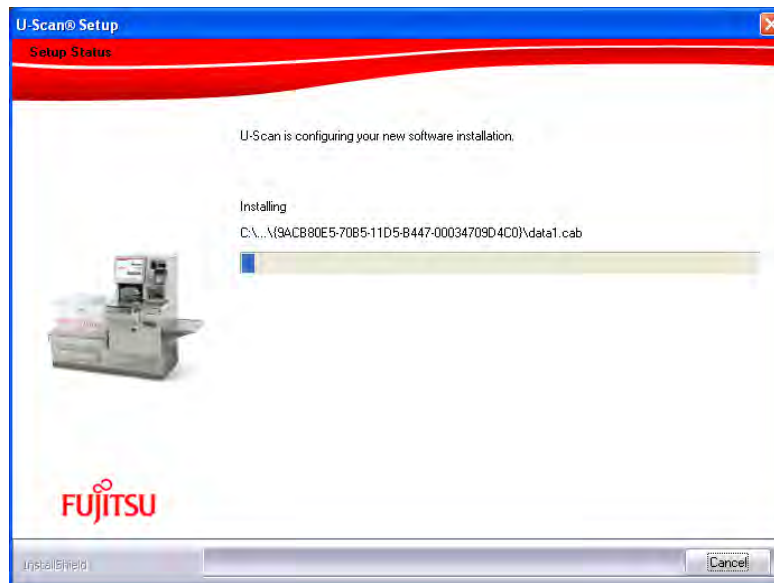 U-Scan® Setup
Setup Status
U-Scan is configuring your new software installation.
Installing
C:\...\{9ACB80E5-70B5-11D5-B447-00034709D4C0}\data1.cab
FUJITSU
InstallShield
Cancel